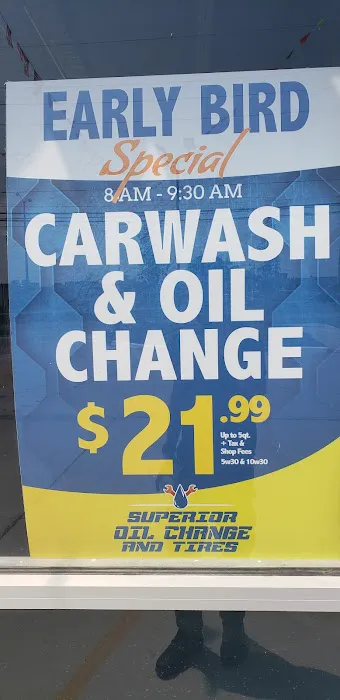 EARLY BIRD
Special
8 AM - 9:30 AM
CARWASH
& OIL
CHANGE
$21.99
Up to 5qt.
+ Tax &
Shop Fees
5w30 & 10w30
SUPERIOR
OIL CHANGE
AND TIRES